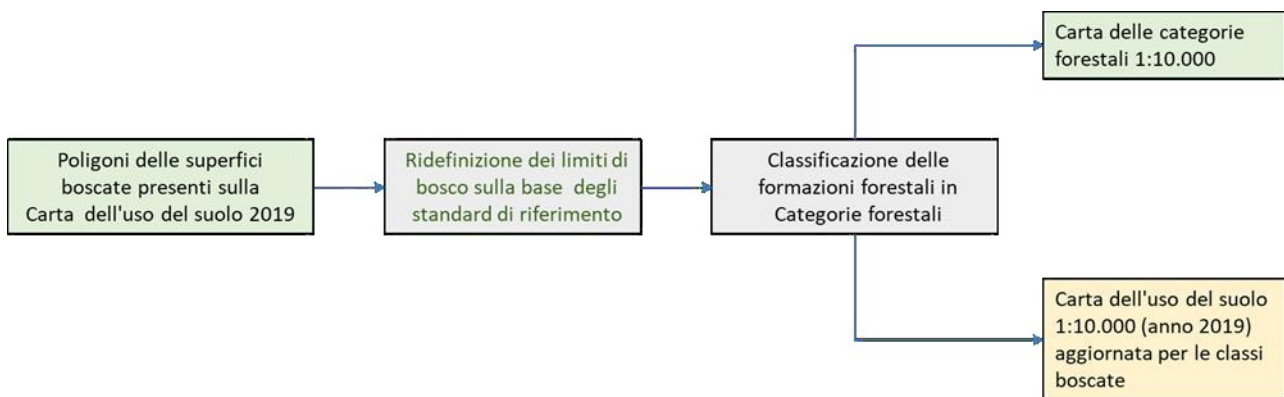 Poligoni delle superfici
boscate presenti sulla
Carta dell'uso del suolo 2019
Ridefinizione dei limiti di
bosco sulla base degli
standard di riferimento
Classificazione delle
formazioni forestali in
Categorie forestali
Carta delle categorie
forestali 1:10.000
Carta dell'uso del suolo
1:10.000 (anno 2019)
aggiornata per le classi
boscate